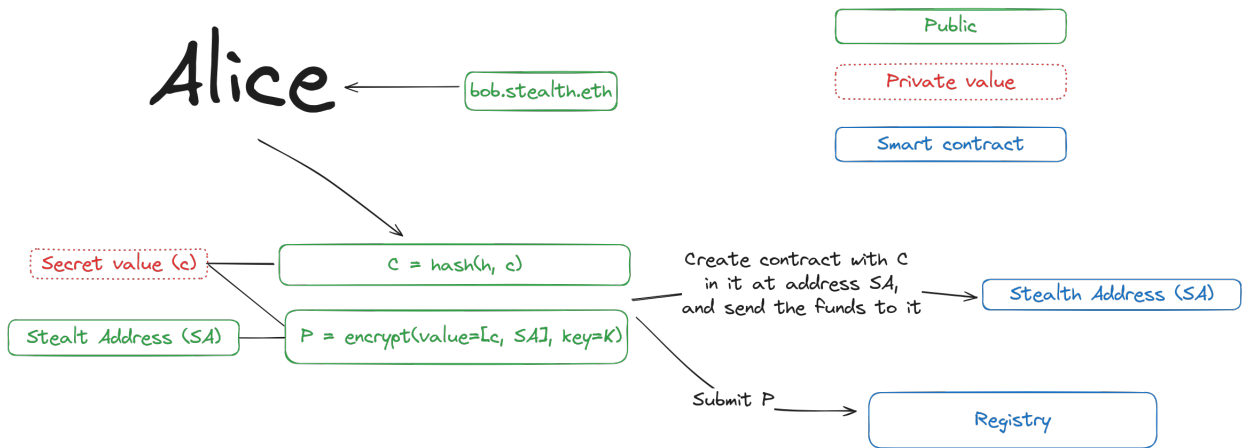 Alice
bob.stealth.eth
Public
Private value
Smart contract
Secret value (c)
C = hash(h, c)
Stealt Address (SA)
P = encrypt(value=[c, SA], key=K)
Create contract with C
in it at address SA,
and send the funds to it
Stealth Address (SA)
Submit P
Registry